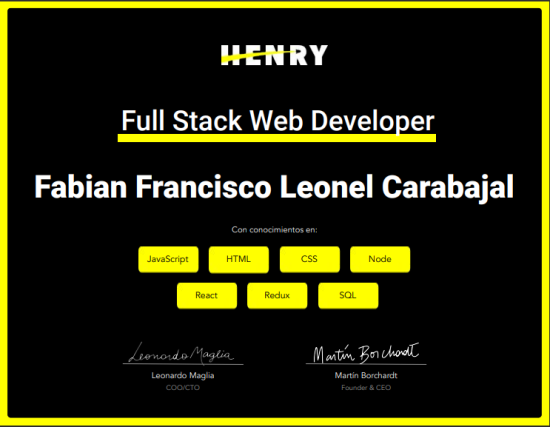 HENRY
Full Stack Web Developer
Fabian Francisco Leonel Carabajal
Con conocimientos en:
JavaScript HTML CSS Node
React Redux SQL
Leonardo Maglia Martín Borchardt
Leonardo Maglia Martín Borchardt
COO/CTO Founder & CEO